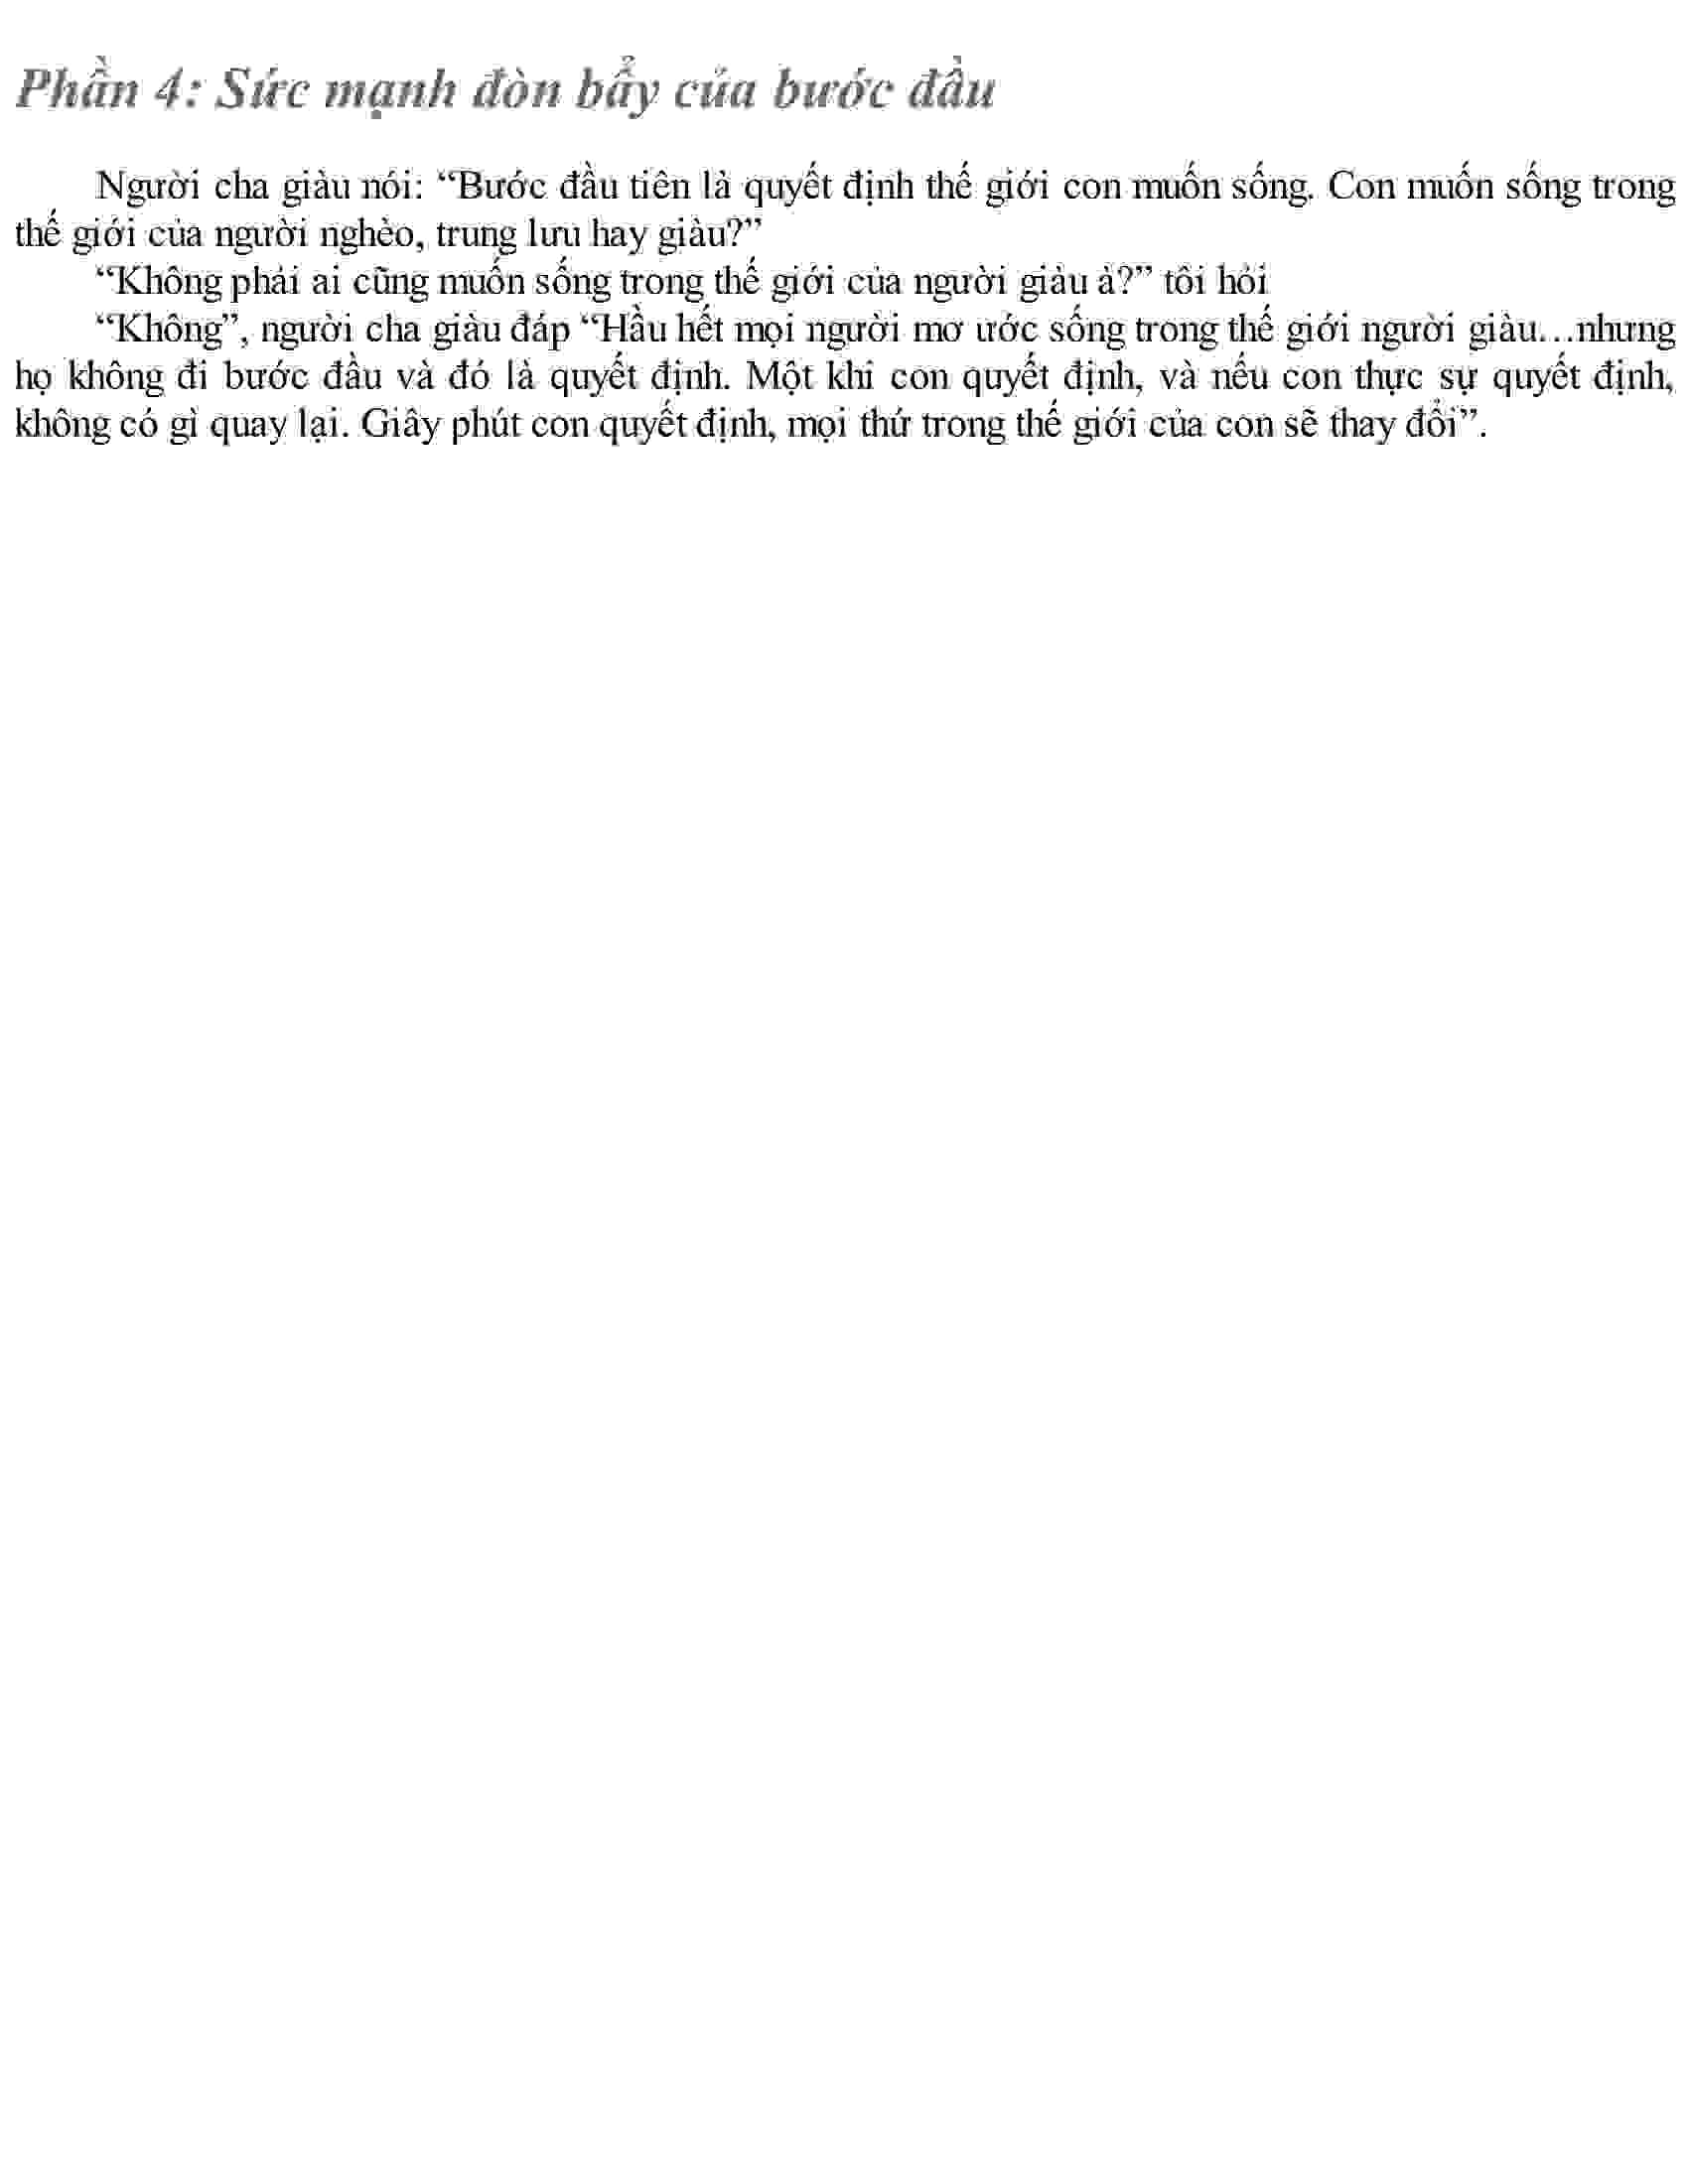 Phần 4: Sức mạnh đòn bẩy của bước đầu
Người cha giàu nói: “Bước đầu tiên là quyết định thế giới con muốn sống. Con muốn sống trong
thế giới của người nghèo, trung lưu hay giàu?”
“Không phải ai cũng muốn sống trong thế giới của người giàu à?” tôi hỏi
“Không”, người cha giàu đáp “Hầu hết mọi người mơ ước sống trong thế giới người giàu...nhưng
họ không đi bước đầu và đó là quyết định. Một khi con quyết định, và nếu con thực sự quyết định,
không có gì quay lại. Giây phút con quyết định, mọi thứ trong thế giới của con sẽ thay đổi”.